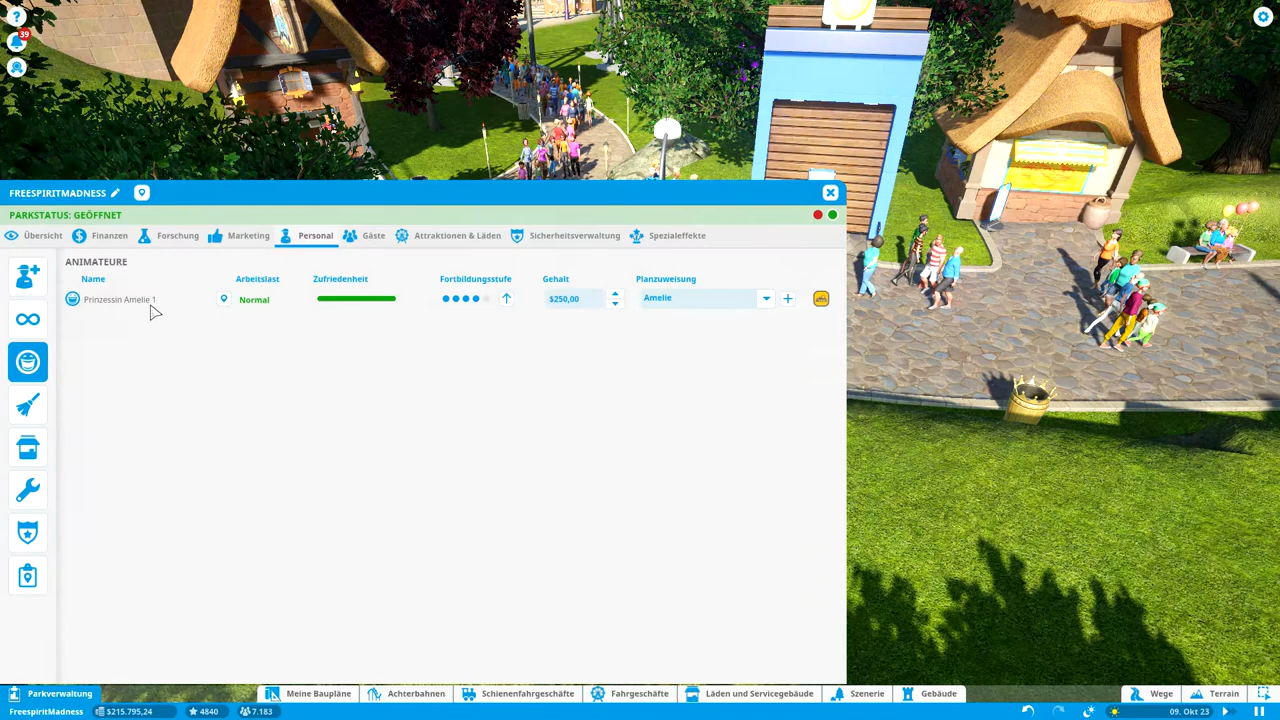 ?
39
FREESPIRITMADNESS
PARKSTATUS: GEÖFFNET
Übersicht Finanzen Forschung Marketing Personal Gäste Attraktionen & Läden Sicherheitsverwaltung Spezialeffekte
ANIMATEURE
Name Arbeitslast Zufriedenheit Fortbildungsstufe Gehalt Planzuweisung
Prinzessin Amelie 1 Normal $250,00 Amelie
Parkverwaltung Meine Baupläne Achterbahnen Schienenfahrgeschäfte Fahrgeschäfte Läden und Servicegebäude Szenerie Gebäude Wege Terrain
FreespiritMadness $215.795,24 4840 7.183 09. Okt 23